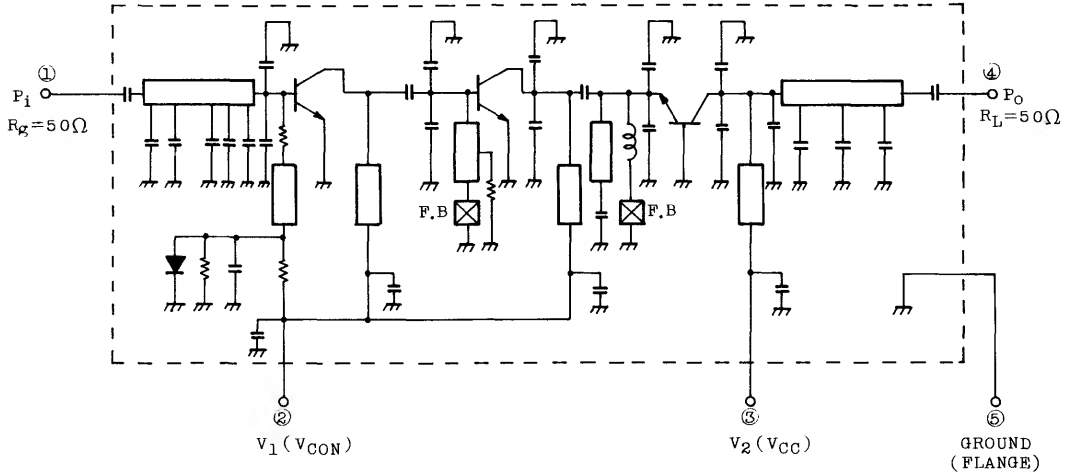 ①
Pi
Rg=50Ω
④
Po
RL=50Ω
F.B
F.B
②
V1(VCON)
③
V2(VCC)
⑤
GROUND
(FLANGE)